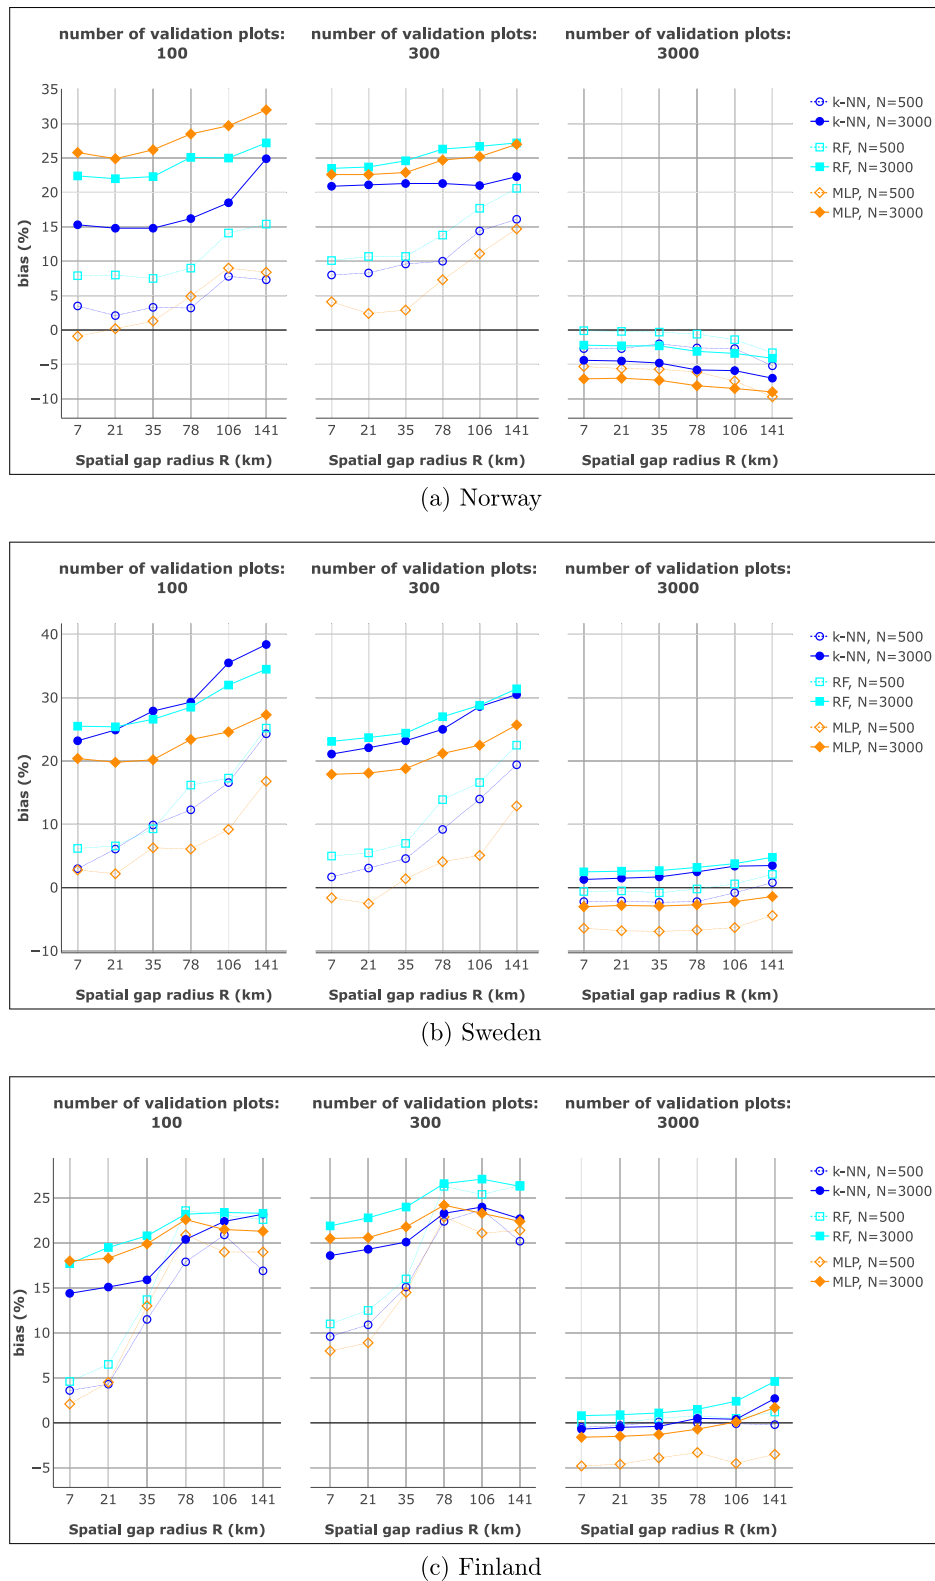 number of validation plots:
100
number of validation plots:
300
number of validation plots:
3000
35
30
25
20
15
10
5
0
−5
−10
bias (%)
7 21 35 78 106 141
7 21 35 78 106 141
7 21 35 78 106 141
Spatial gap radius R (km)
Spatial gap radius R (km)
Spatial gap radius R (km)
k-NN, N=500
k-NN, N=3000
RF, N=500
RF, N=3000
MLP, N=500
MLP, N=3000
(a) Norway
number of validation plots:
100
number of validation plots:
300
number of validation plots:
3000
40
30
20
10
0
−10
bias (%)
7 21 35 78 106 141
7 21 35 78 106 141
7 21 35 78 106 141
Spatial gap radius R (km)
Spatial gap radius R (km)
Spatial gap radius R (km)
k-NN, N=500
k-NN, N=3000
RF, N=500
RF, N=3000
MLP, N=500
MLP, N=3000
(b) Sweden
number of validation plots:
100
number of validation plots:
300
number of validation plots:
3000
25
20
15
10
5
0
−5
bias (%)
7 21 35 78 106 141
7 21 35 78 106 141
7 21 35 78 106 141
Spatial gap radius R (km)
Spatial gap radius R (km)
Spatial gap radius R (km)
k-NN, N=500
k-NN, N=3000
RF, N=500
RF, N=3000
MLP, N=500
MLP, N=3000
(c) Finland